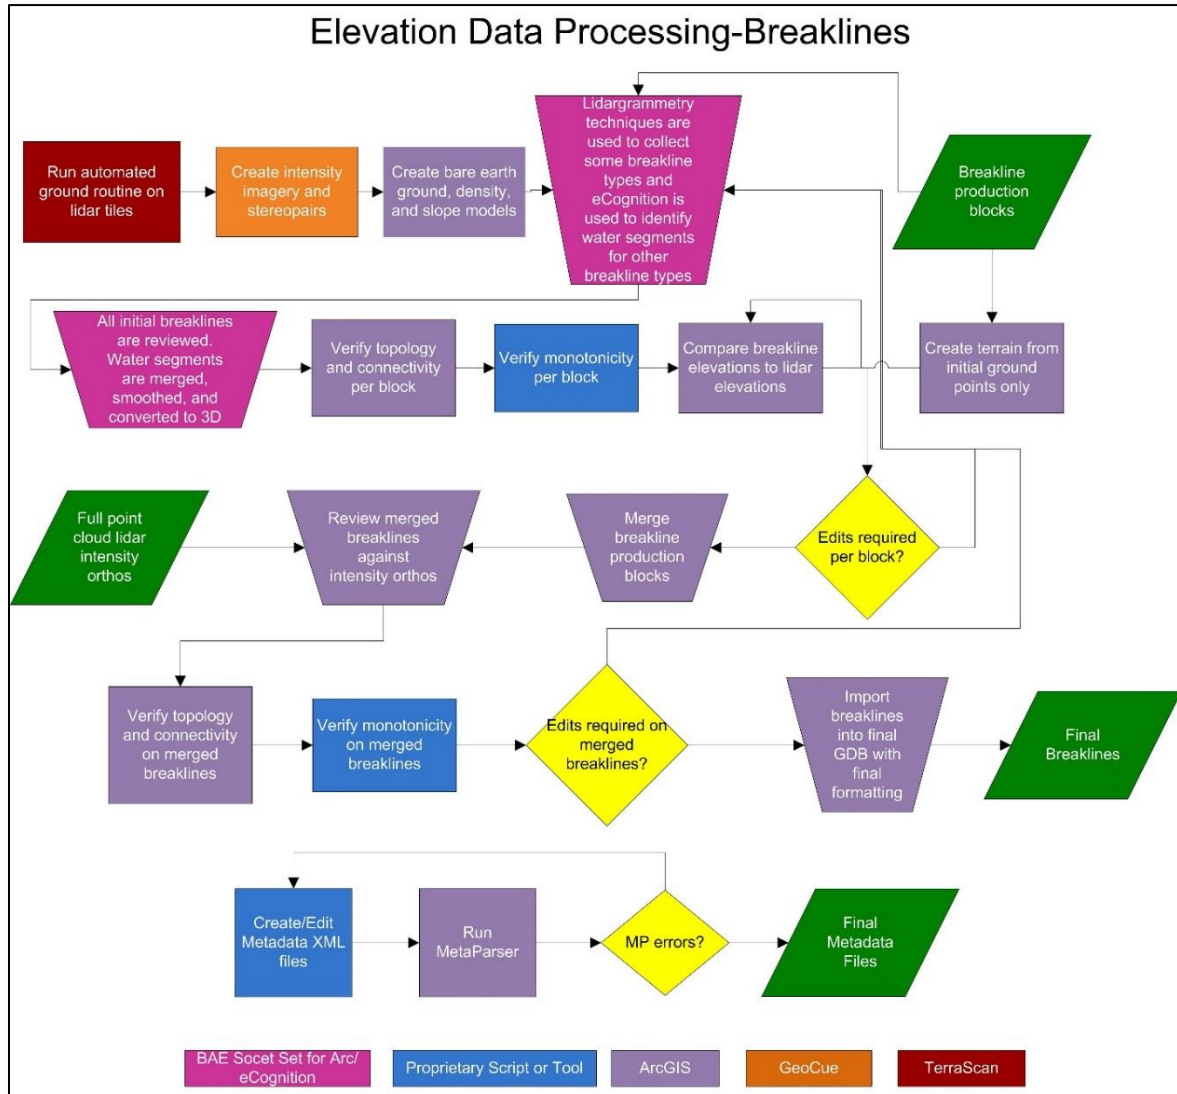 Elevation Data Processing-Breaklines
Run automated
ground routine on
lidar tiles
Create intensity
imagery and
stereopairs
Create bare earth
ground, density,
and slope models
Lidargrammetry
techniques are
used to collect
some breakline
types and
eCognition is
used to identify
water segments
for other
breakline types
Breakline
production
blocks
All initial breaklines
are reviewed.
Water segments
are merged,
smoothed, and
converted to 3D
Verify topology
and connectivity
per block
Verify monotonicity
per block
Compare breakline
elevations to lidar
elevations
Create terrain from
initial ground
points only
Full point
cloud lidar
intensity
orthos
Review merged
breaklines
against
intensity orthos
Merge
breakline
production
blocks
Edits required
per block?
Verify topology
and connectivity
on merged
breaklines
Verify monotonicity
on merged
breaklines
Edits required on
merged
breaklines?
Import
breaklines
into final
GDB with
final
formatting
Final
Breaklines
Create/Edit
Metadata XML
files
Run
MetaParser
MP errors?
Final
Metadata
Files
BAE Socet Set for Arc/
eCognition
Proprietary Script or Tool
ArcGIS
GeoCue
TerraScan